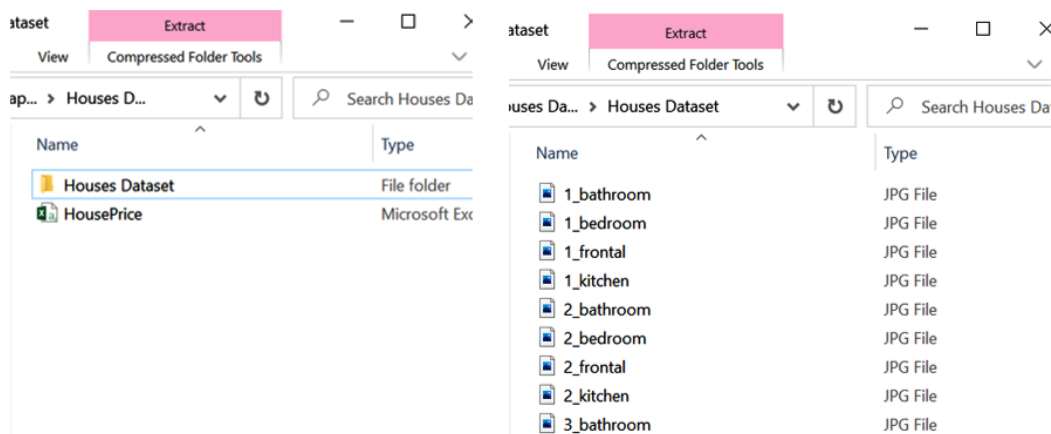 ataset Extract
View Compressed Folder Tools
ap... > Houses D... Search Houses Da
Name Type
Houses Dataset File folder
HousePrice Microsoft Exc
ataset Extract
View Compressed Folder Tools
ouses Da... > Houses Dataset Search Houses Da
Name Type
1_bathroom JPG File
1_bedroom JPG File
1_frontal JPG File
1_kitchen JPG File
2_bathroom JPG File
2_bedroom JPG File
2_frontal JPG File
2_kitchen JPG File
3_bathroom JPG File